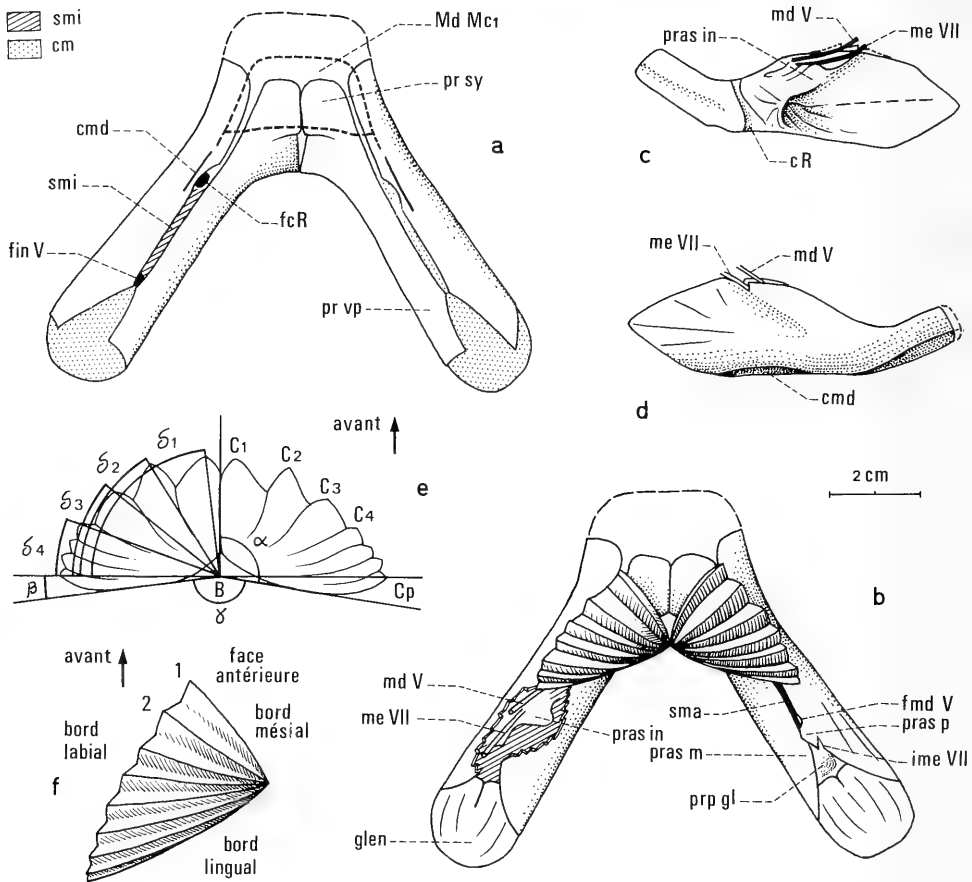 smi
cm
Md Mc1
pr sy
cmd
smi
fcR
fin V
pr vp
a
md V
pras in
me VII
cR
c
me VII
md V
cmd
d
avant
δ1
δ2
δ3
δ4
C1
C2
C3
C4
α
β
B
γ
Cp
e
2 cm
b
md V
me VII
pras in
glen
sma
fmd V
pras p
pras m
ime VII
prp gl
avant
1
2
face
antérieure
bord
mésial
bord
labial
bord
lingual
f